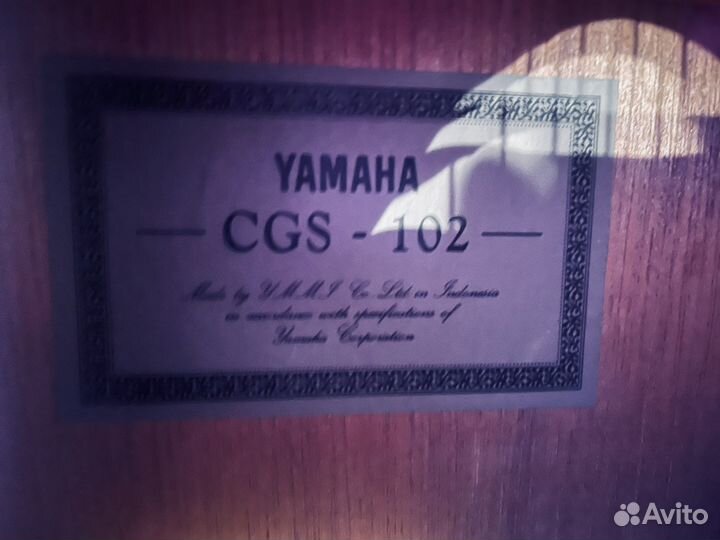 YAMAHA
CGS - 102
Made by Y.M.M.I Co. Ltd in Indonesia
in accordance with specifications of
Yamaha Corporation
Avito